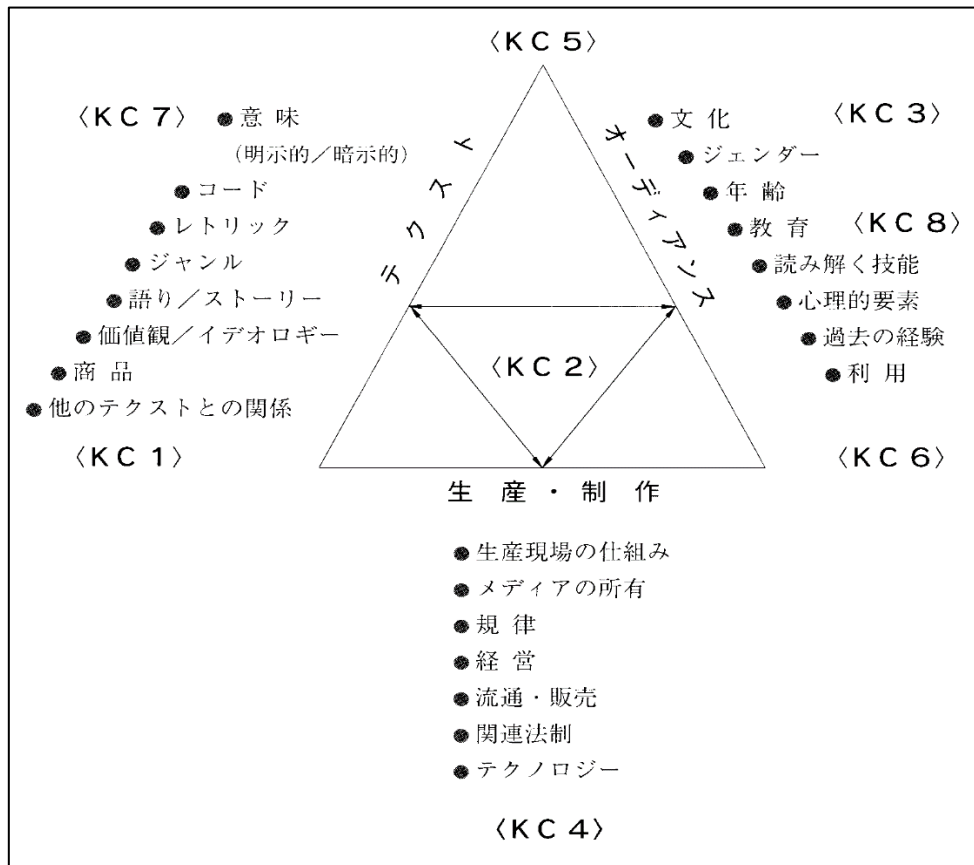 〈KC5〉
〈KC7〉 ●意味
(明示的／暗示的)
●コード
●レトリック
●ジャンル
●語り／ストーリー
●価値観／イデオロギー
●商品
●他のテクストとの関係
〈KC1〉
テクスト
オーディアンス
●文化
〈KC3〉
●ジェンダー
●年齢
●教育
〈KC8〉
●読み解く技能
●心理的要素
●過去の経験
●利用
〈KC6〉
〈KC2〉
生産・制作
●生産現場の仕組み
●メディアの所有
●規律
●経営
●流通・販売
●関連法制
●テクノロジー
〈KC4〉